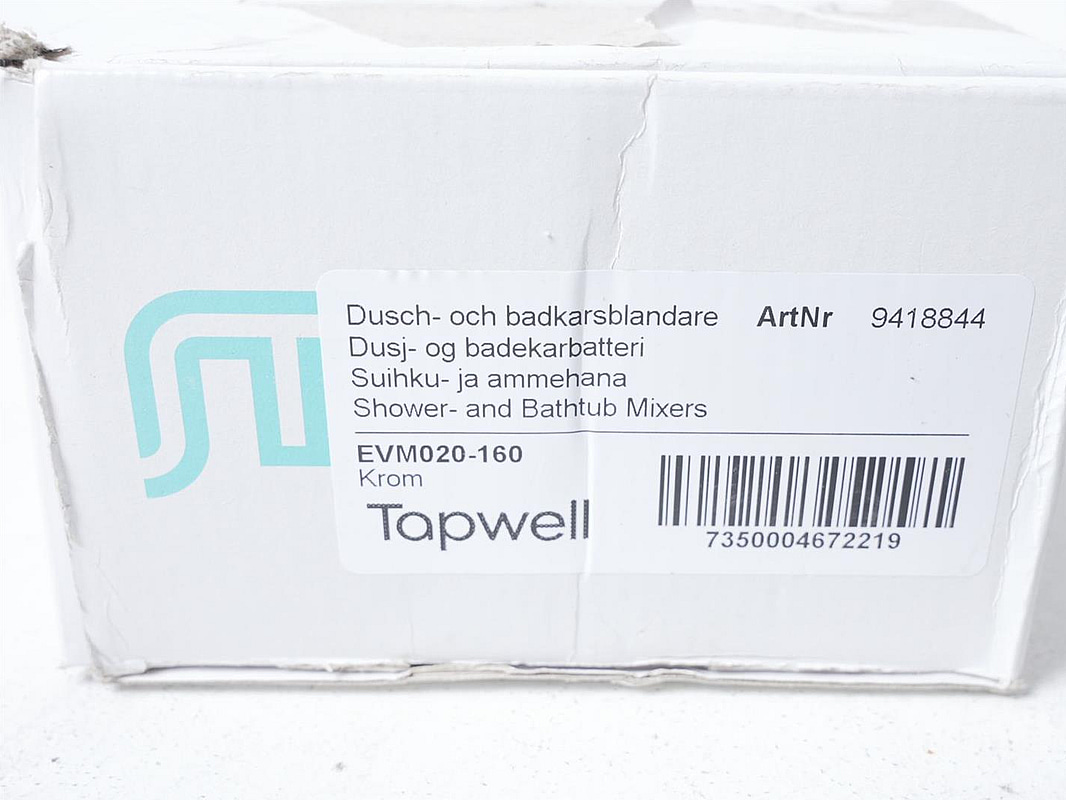 Dusch- och badkarsblandare ArtNr 9418844
Dusj- og badekarbatteri
Suihku- ja ammehana
Shower- and Bathtub Mixers
EVM020-160
Krom
Tapwell
7350004672219